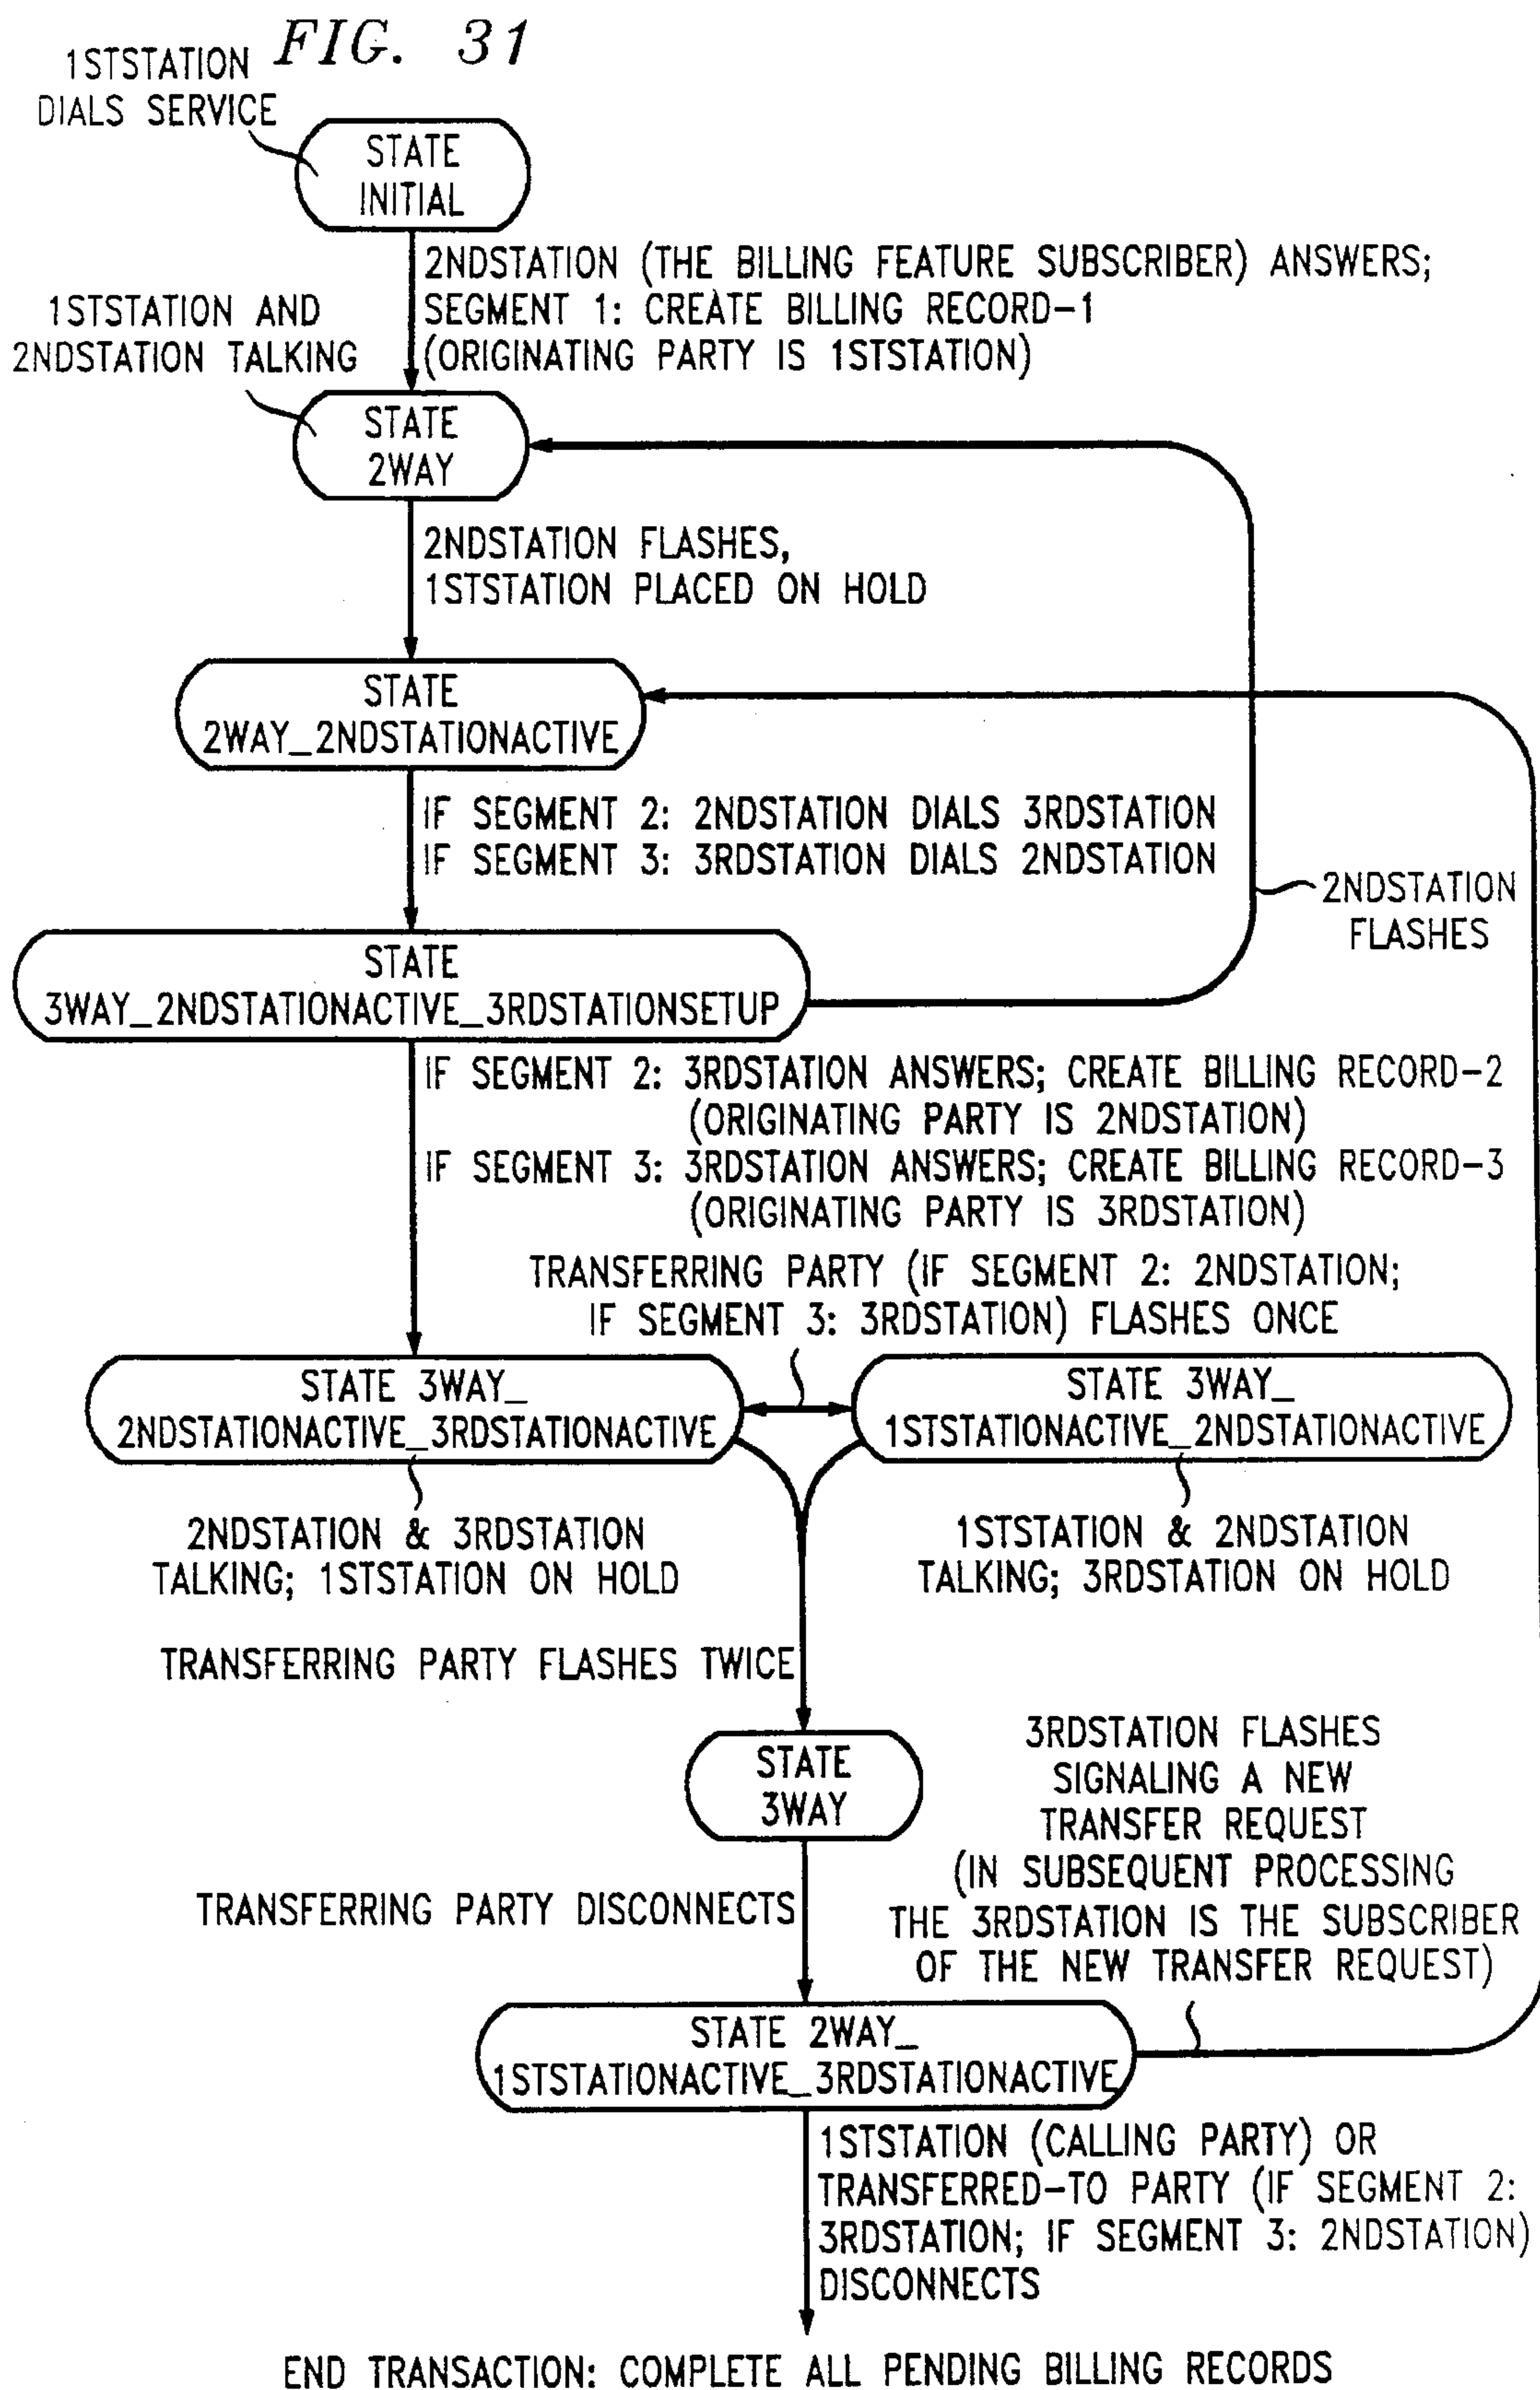 FIG. 31
1STSTATION
DIALS SERVICE
STATE
INITIAL
2NDSTATION (THE BILLING FEATURE SUBSCRIBER) ANSWERS;
SEGMENT 1: CREATE BILLING RECORD-1
(ORIGINATING PARTY IS 1STSTATION)
1STSTATION AND
2NDSTATION TALKING
STATE
2WAY
2NDSTATION FLASHES,
1STSTATION PLACED ON HOLD
STATE
2WAY_2NDSTATIONACTIVE
IF SEGMENT 2: 2NDSTATION DIALS 3RDSTATION
IF SEGMENT 3: 3RDSTATION DIALS 2NDSTATION
2NDSTATION
FLASHES
STATE
3WAY_2NDSTATIONACTIVE_3RDSTATIONSETUP
IF SEGMENT 2: 3RDSTATION ANSWERS; CREATE BILLING RECORD-2
(ORIGINATING PARTY IS 2NDSTATION)
IF SEGMENT 3: 3RDSTATION ANSWERS; CREATE BILLING RECORD-3
(ORIGINATING PARTY IS 3RDSTATION)
TRANSFERRING PARTY (IF SEGMENT 2: 2NDSTATION;
IF SEGMENT 3: 3RDSTATION) FLASHES ONCE
STATE 3WAY_
2NDSTATIONACTIVE_3RDSTATIONACTIVE
STATE 3WAY_
1STSTATIONACTIVE_2NDSTATIONACTIVE
2NDSTATION & 3RDSTATION
TALKING; 1STSTATION ON HOLD
1STSTATION & 2NDSTATION
TALKING; 3RDSTATION ON HOLD
TRANSFERRING PARTY FLASHES TWICE
STATE
3WAY
3RDSTATION FLASHES
SIGNALING A NEW
TRANSFER REQUEST
(IN SUBSEQUENT PROCESSING
THE 3RDSTATION IS THE SUBSCRIBER
OF THE NEW TRANSFER REQUEST)
TRANSFERRING PARTY DISCONNECTS
STATE 2WAY_
1STSTATIONACTIVE_3RDSTATIONACTIVE
1STSTATION (CALLING PARTY) OR
TRANSFERRED-TO PARTY (IF SEGMENT 2:
3RDSTATION; IF SEGMENT 3: 2NDSTATION)
DISCONNECTS
END TRANSACTION: COMPLETE ALL PENDING BILLING RECORDS